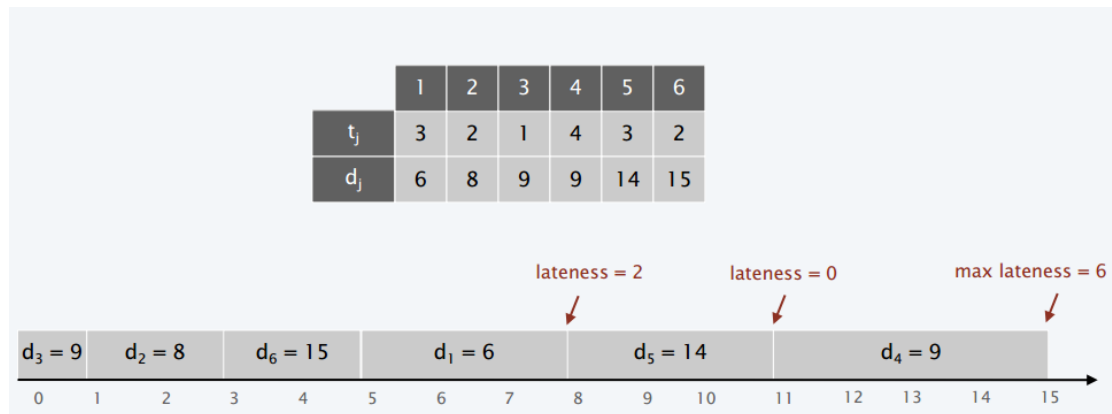 1 2 3 4 5 6
tj 3 2 1 4 3 2
dj 6 8 9 9 14 15
lateness = 2 lateness = 0 max lateness = 6
d3 = 9 d2 = 8 d6 = 15 d1 = 6 d5 = 14 d4 = 9
0 1 2 3 4 5 6 7 8 9 10 11 12 13 14 15